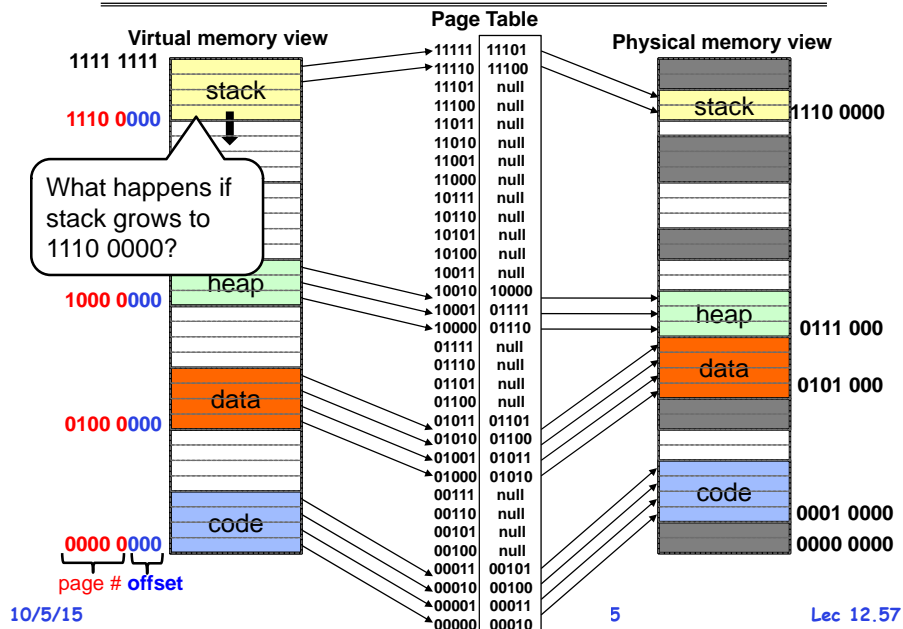 Page Table
Virtual memory view
Physical memory view
1111 1111
stack
1110 0000
What happens if
stack grows to
1110 0000?
heap
1000 0000
data
0100 0000
code
0000 0000
page # offset
11111 11101
11110 11100
11101 null
11100 null
11011 null
11010 null
11001 null
11000 null
10111 null
10110 null
10101 null
10100 null
10011 null
10010 10000
10001 01111
10000 01110
01111 null
01110 null
01101 null
01100 null
01011 01101
01010 01100
01001 01011
01000 01010
00111 null
00110 null
00101 null
00100 null
00011 00101
00010 00100
00001 00011
00000 00010
stack
1110 0000
heap
0111 000
data
0101 000
code
0001 0000
0000 0000
10/5/15
5
Lec 12.57